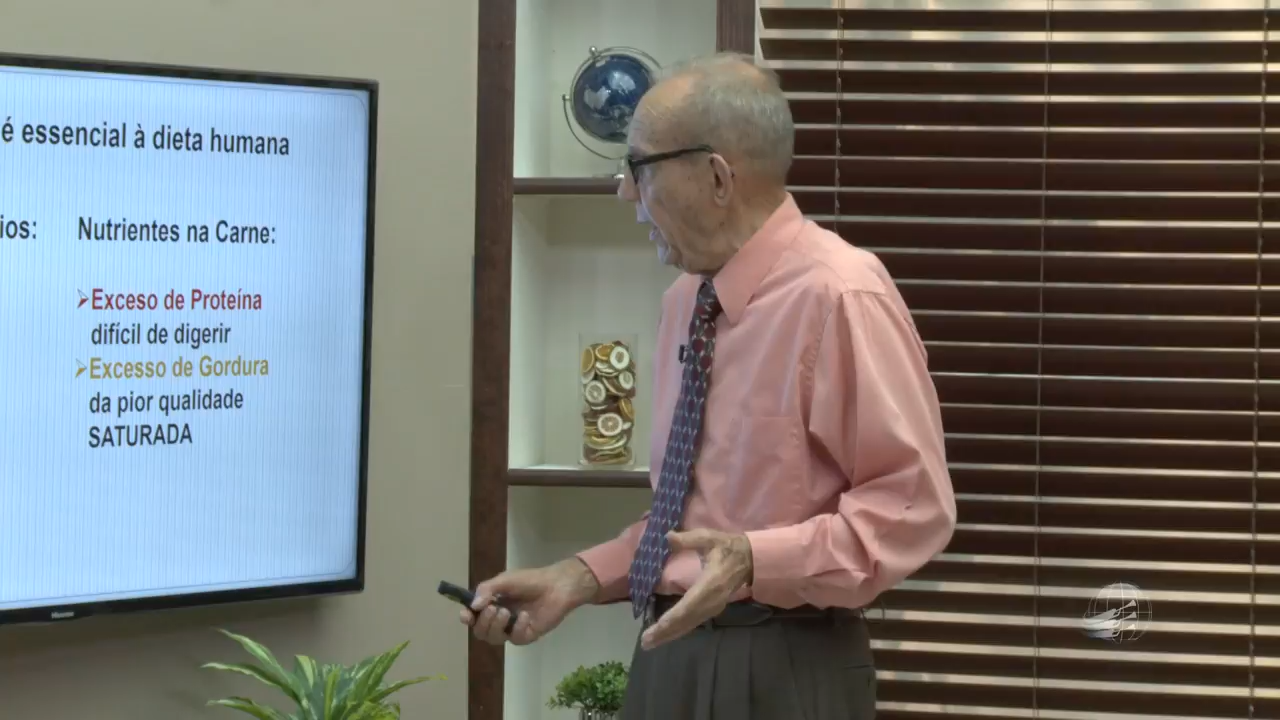 é essencial à dieta humana
ios:
Nutrientes na Carne:
➢Exceso de Proteína
difícil de digerir
➢Excesso de Gordura
da pior qualidade
SATURADA
Hisense